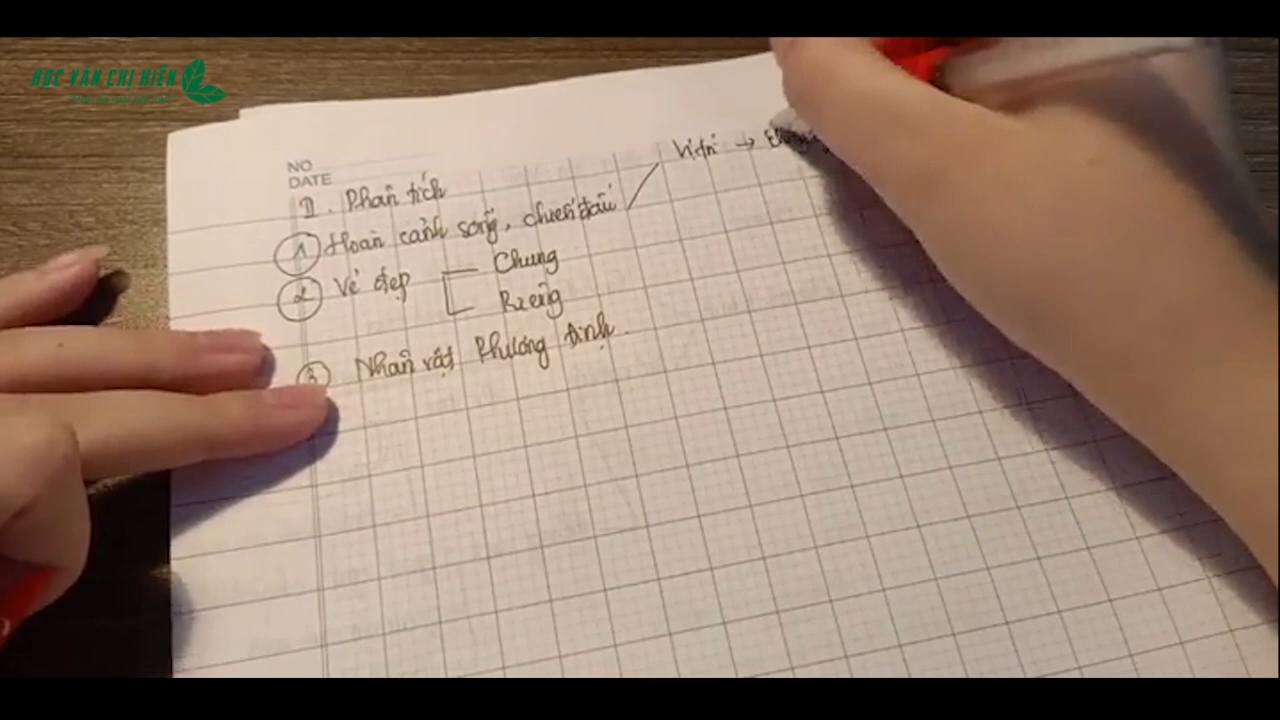 HỌC VĂN CHỊ HIÊN
NO
DATE
II. Phân tích
① Hoàn cảnh sống, chiến đấu
Vị trí →
② Vẻ đẹp
Chung
Riêng
③ Nhân vật Phương Định.